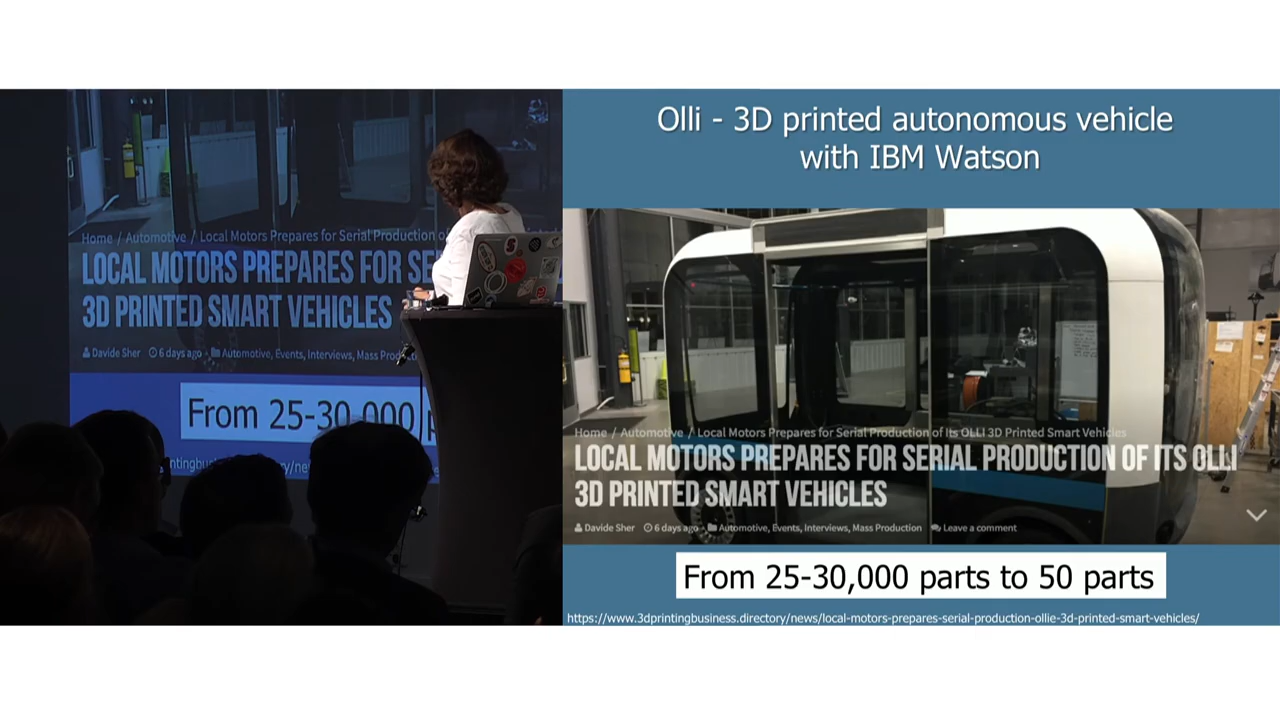 Home / Automotive / Local Motors Prepares for Serial Production o
LOCAL MOTORS PREPARES FOR SE
3D PRINTED SMART VEHICLES
Davide Sher 6 days ago Automotive, Events, Interviews, Mass Produ
From 25-30,000 p
Olli - 3D printed autonomous vehicle
with IBM Watson
Home / Automotive / Local Motors Prepares for Serial Production of Its OLLI 3D Printed Smart Vehicles
LOCAL MOTORS PREPARES FOR SERIAL PRODUCTION OF ITS OLLI
3D PRINTED SMART VEHICLES
Davide Sher 6 days ago Automotive, Events, Interviews, Mass Production Leave a comment
From 25-30,000 parts to 50 parts
https://www.3dprintingbusiness.directory/news/local-motors-prepares-serial-production-ollie-3d-printed-smart-vehicles/